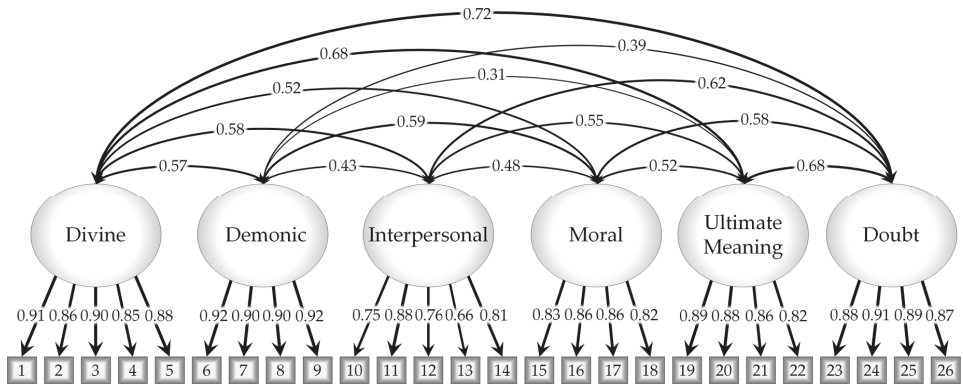 0.72
0.39
0.68
0.31
0.62
0.52
0.58
0.59
0.55
0.58
0.57
0.43
0.48
0.52
0.68
Divine
Demonic
Interpersonal
Moral
Ultimate
Meaning
Doubt
0.91 0.86 0.90 0.85 0.88
0.92 0.90 0.90 0.92
0.75 0.88 0.76 0.66 0.81
0.83 0.86 0.86 0.82
0.89 0.88 0.86 0.82
0.88 0.91 0.89 0.87
1 2 3 4 5 6 7 8 9 10 11 12 13 14 15 16 17 18 19 20 21 22 23 24 25 26